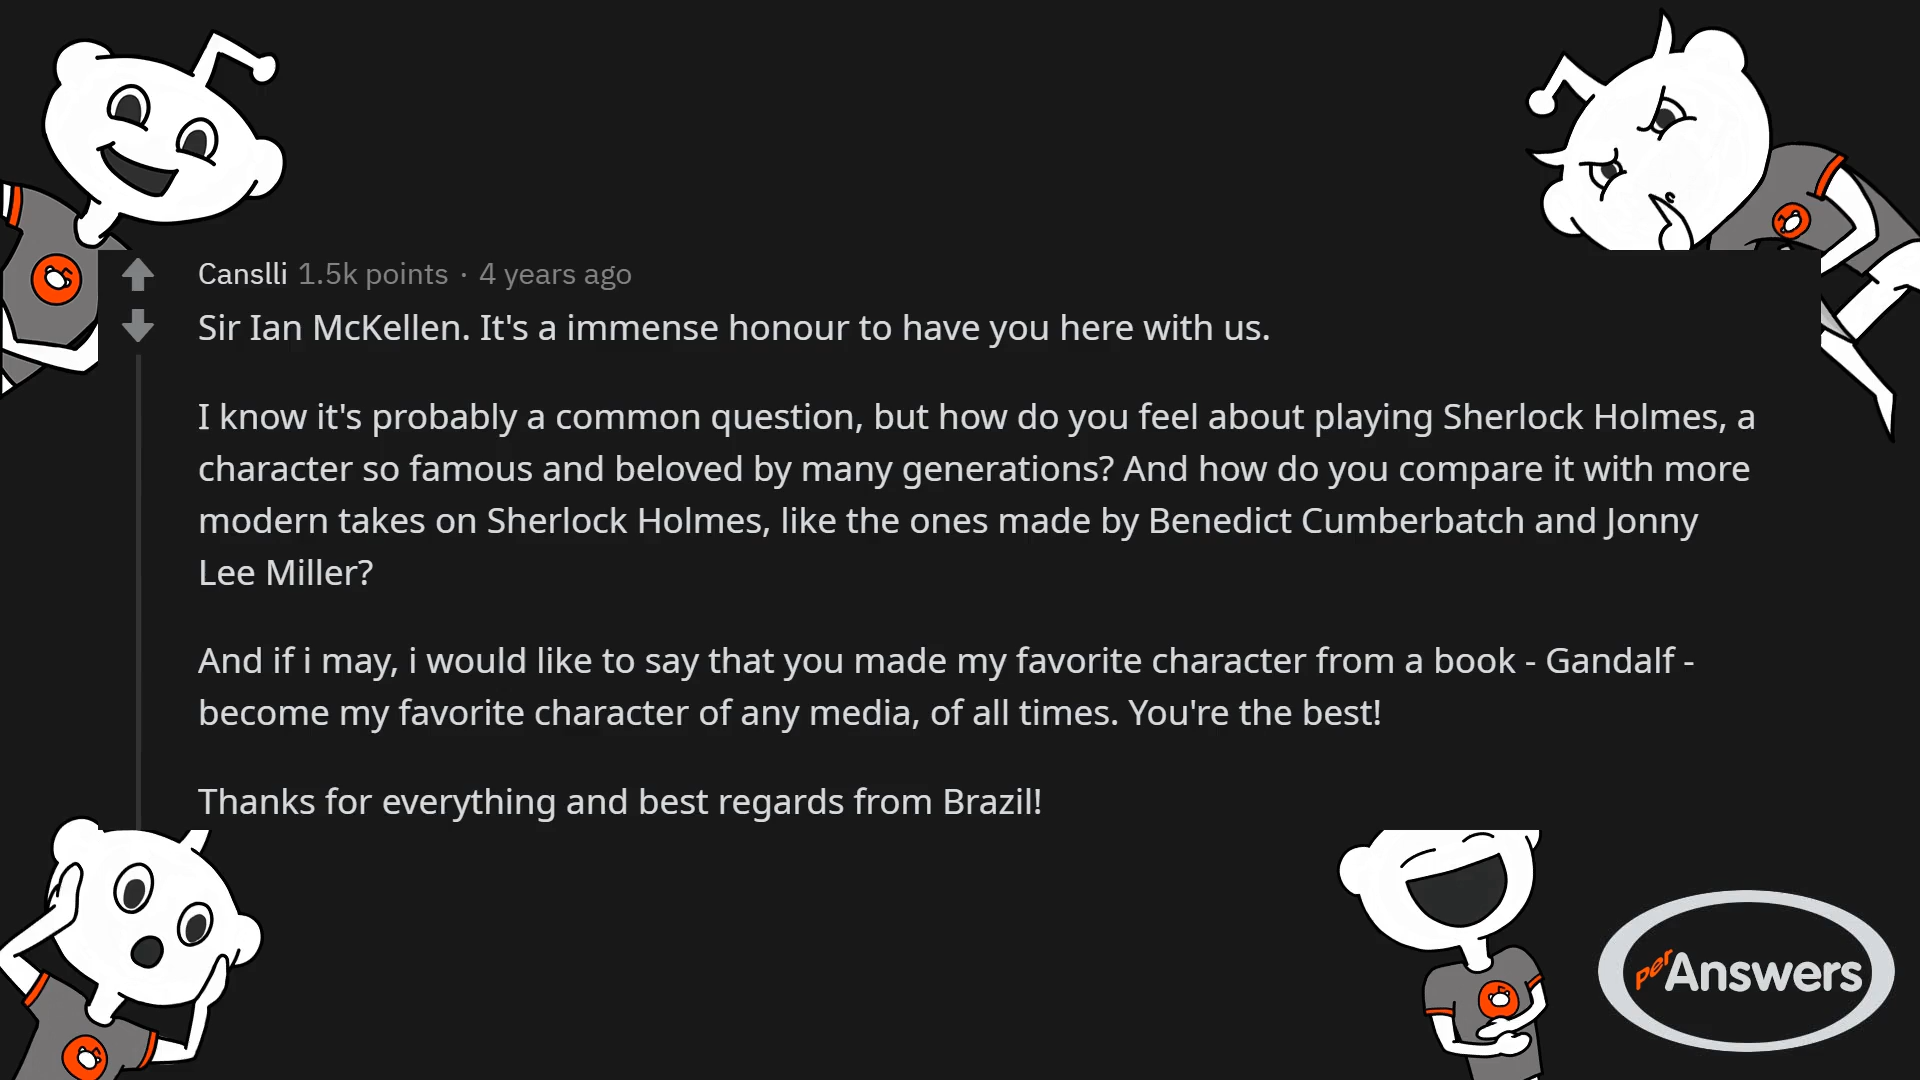 Canslli 1.5k points · 4 years ago
Sir Ian McKellen. It's a immense honour to have you here with us.
I know it's probably a common question, but how do you feel about playing Sherlock Holmes, a
character so famous and beloved by many generations? And how do you compare it with more
modern takes on Sherlock Holmes, like the ones made by Benedict Cumberbatch and Jonny
Lee Miller?
And if i may, i would like to say that you made my favorite character from a book - Gandalf -
become my favorite character of any media, of all times. You're the best!
Thanks for everything and best regards from Brazil!
perAnswers